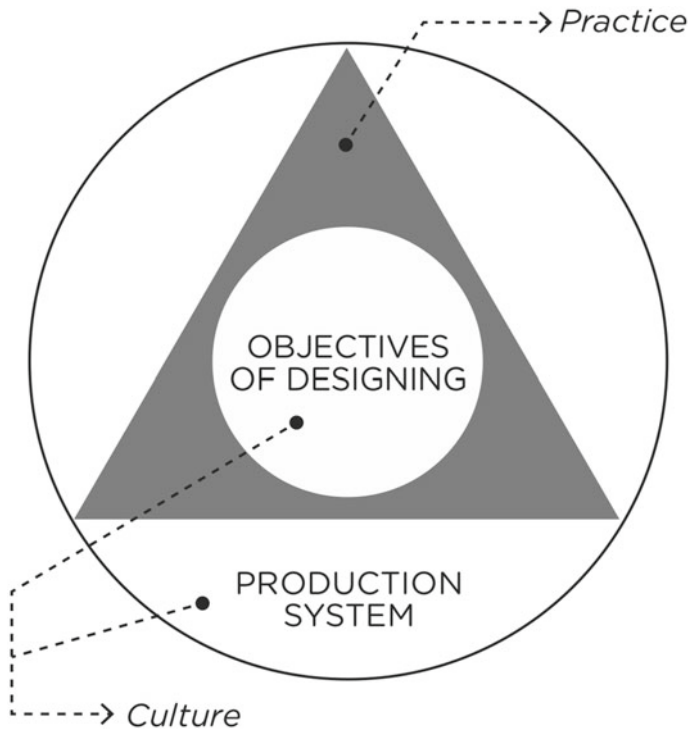 Practice
OBJECTIVES
OF DESIGNING
PRODUCTION
SYSTEM
Culture